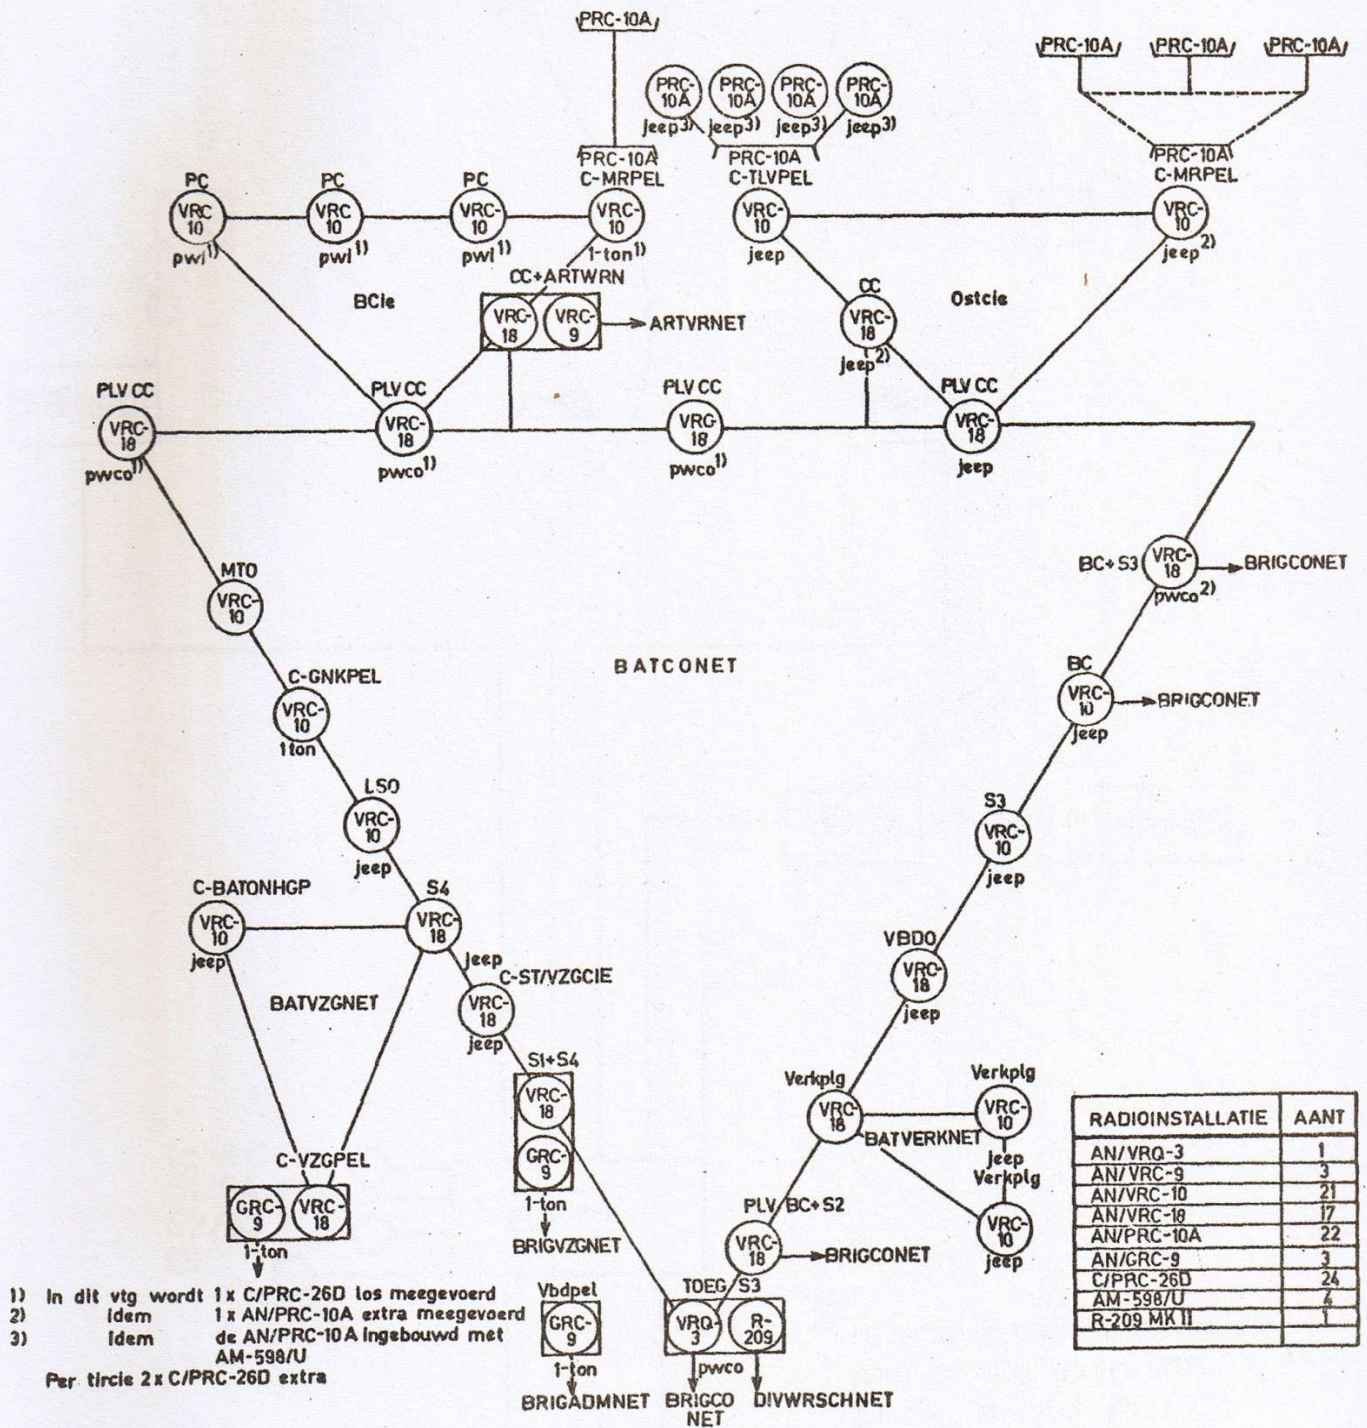 PRC-10A
PRC-10A PRC-10A PRC-10A
PRC-10A PRC-10A PRC-10A PRC-10A
jeep3) jeep3) jeep3) jeep3)
PRC-10A
C-MRPEL
PRC-10A
C-TLVPEL
PRC-10A
C-MRPEL
PC PC PC
VRC 10
VRC 10
VRC-10
VRC-10
VRC-10
VRC-10
pwi1) pwi1) pwi1) 1-ton1)
jeep jeep2)
BCie
CC+ARTWRN
VRC-18
VRC-9
ARTVRNET
CC
VRC-18
jeep2)
Ostcie
PLV CC
VRC-18
pwco1)
PLV CC
VRC-18
pwco1)
PLV CC
VRC-18
pwco1)
PLV CC
VRC-18
jeep
MTO
VRC-10
BC+S3
VRC-18
pwco2)
BRIGCONET
BATCONET
C-GNKPEL
VRC-10
1 ton
BC
VRC-10
jeep
BRIGCONET
LSO
VRC-10
jeep
S3
VRC-10
jeep
C-BATONHGP
VRC-10
jeep
S4
VRC-18
jeep
BATVZGNET
C-ST/VZGCIE
VRC-18
jeep
VBDO
VRC-18
jeep
S1+S4
VRC-18
GRC-9
1-ton
BRIGVZGNET
Verkplg
VRC-18
BATVERKNET
Verkplg
VRC-10
jeep
Verkplg
VRC-10
jeep
C-VZGPEL
GRC-9
VRC-18
1-ton
PLV BC+S2
VRC-18
BRIGCONET
Vbdpel
GRC-9
1-ton
BRIGADMNET
TOEG S3
VRQ-3
R-209
pwco
BRIGCO
NET
DIVWRSCHNET
1) In dit vtg wordt 1x C/PRC-26D los meegevoerd
2) Idem 1x AN/PRC-10A extra meegevoerd
3) Idem de AN/PRC-10A ingebouwd met
AM-598/U
Per tircie 2x C/PRC-26D extra
RADIOINSTALLATIE AANT
AN/VRQ-3 1
AN/VRC-9 3
AN/VRC-10 21
AN/VRC-18 17
AN/PRC-10A 22
AN/GRC-9 3
C/PRC-26D 24
AM-598/U 4
R-209 MK II 1